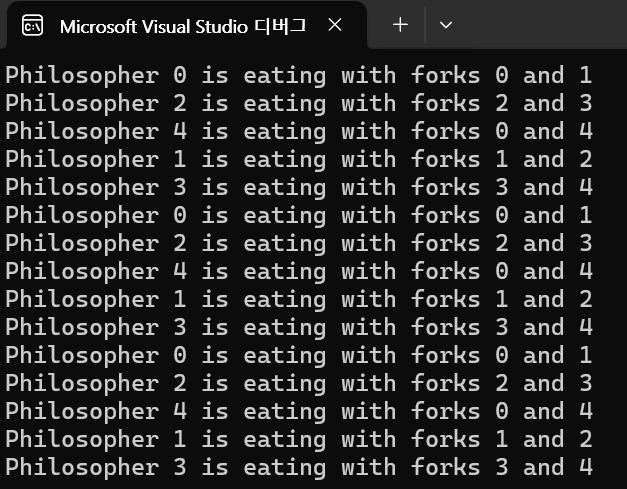 Microsoft Visual Studio 디버그
Philosopher 0 is eating with forks 0 and 1
Philosopher 2 is eating with forks 2 and 3
Philosopher 4 is eating with forks 0 and 4
Philosopher 1 is eating with forks 1 and 2
Philosopher 3 is eating with forks 3 and 4
Philosopher 0 is eating with forks 0 and 1
Philosopher 2 is eating with forks 2 and 3
Philosopher 4 is eating with forks 0 and 4
Philosopher 1 is eating with forks 1 and 2
Philosopher 3 is eating with forks 3 and 4
Philosopher 0 is eating with forks 0 and 1
Philosopher 2 is eating with forks 2 and 3
Philosopher 4 is eating with forks 0 and 4
Philosopher 1 is eating with forks 1 and 2
Philosopher 3 is eating with forks 3 and 4